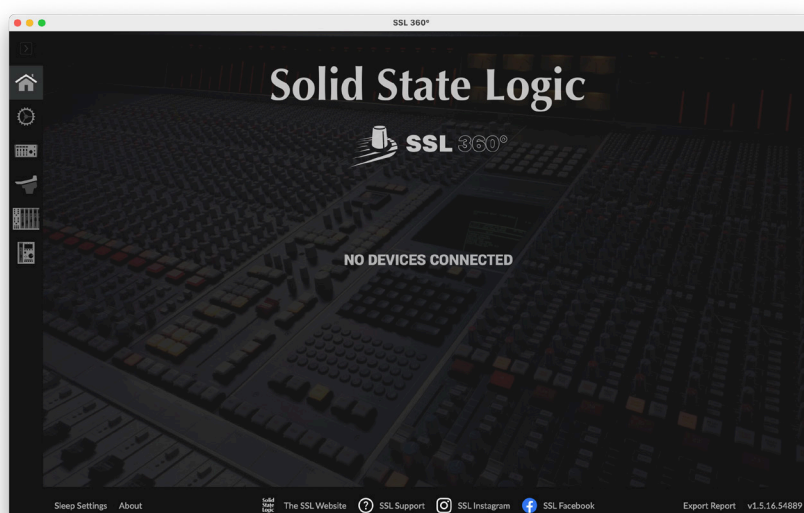 SSL 360°
Solid State Logic
SSL 360°
NO DEVICES CONNECTED
Sleep Settings About Solid State Logic The SSL Website ? SSL Support SSL Instagram SSL Facebook Export Report v1.5.16.54889